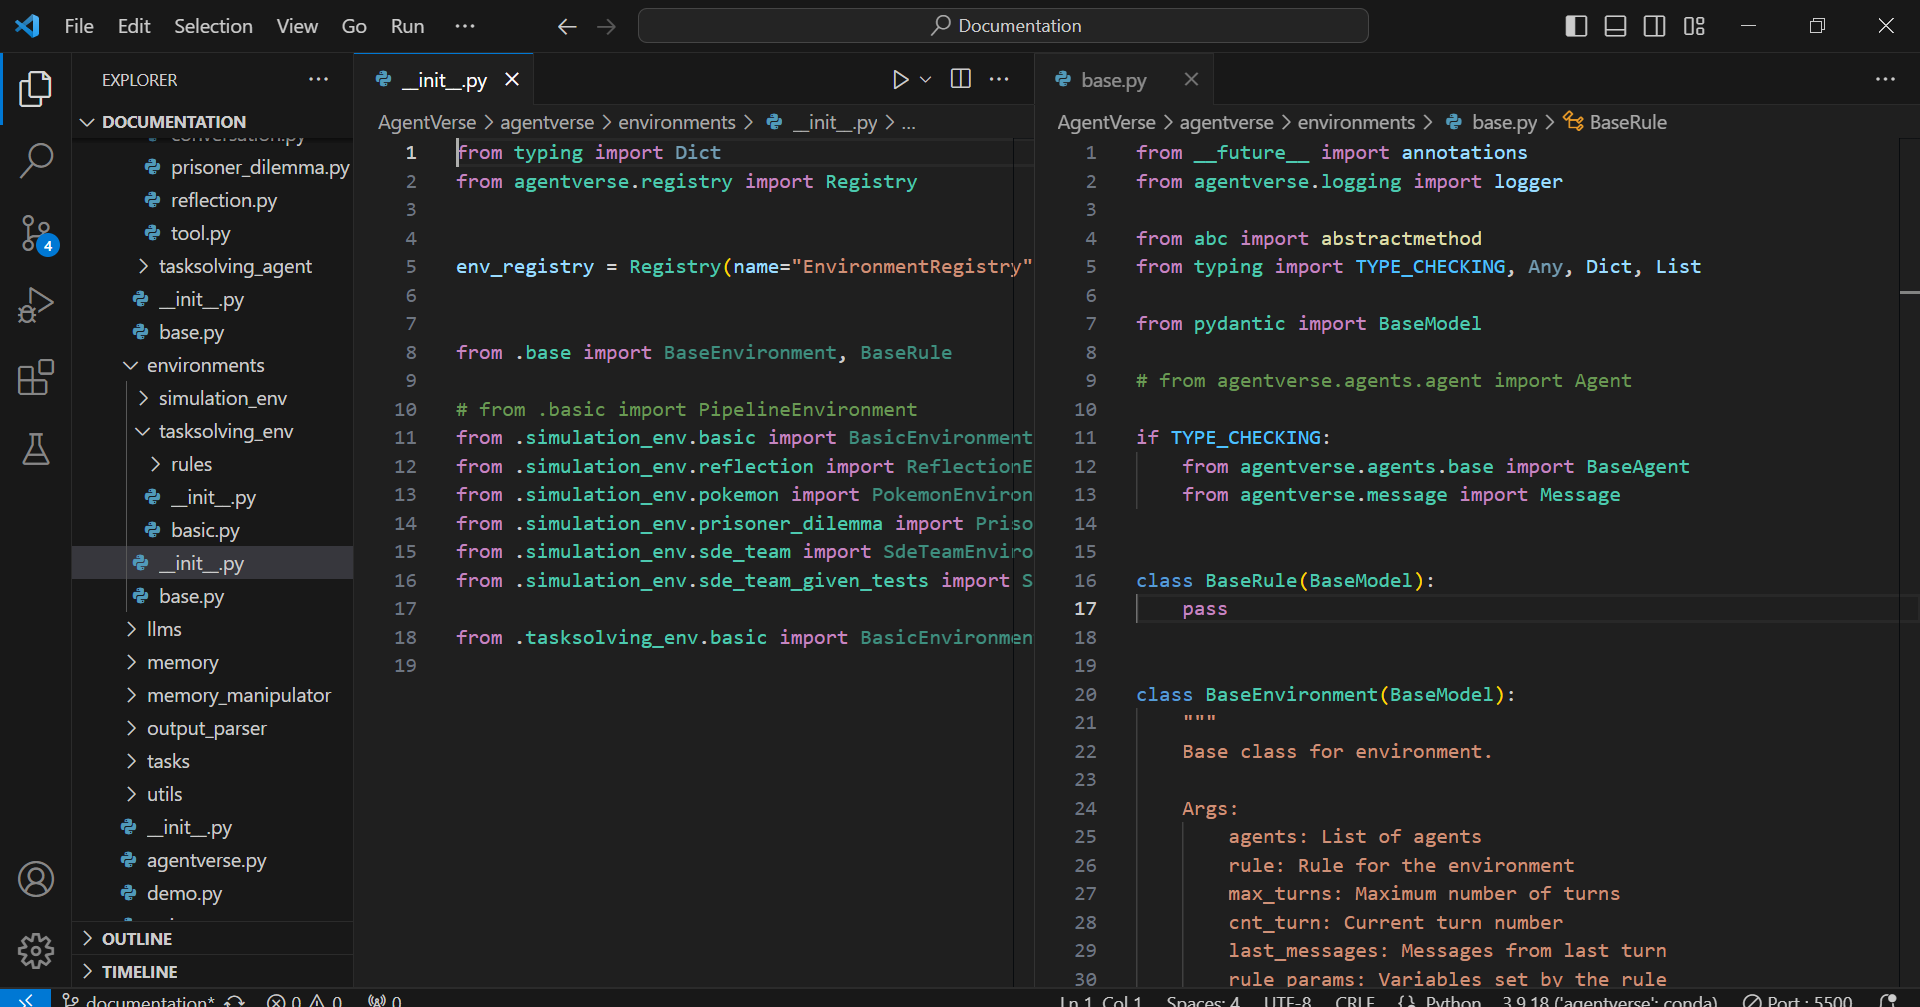 File Edit Selection View Go Run ···
Documentation
EXPLORER
DOCUMENTATION
conversation.py
prisoner_dilemma.py
reflection.py
tool.py
tasksolving_agent
__init__.py
base.py
environments
simulation_env
tasksolving_env
rules
__init__.py
basic.py
__init__.py
base.py
llms
memory
memory_manipulator
output_parser
tasks
utils
__init__.py
agentverse.py
demo.py
OUTLINE
TIMELINE
4
__init__.py
AgentVerse > agentverse > environments > __init__.py > ...
1 from typing import Dict
2 from agentverse.registry import Registry
3
4
5 env_registry = Registry(name="EnvironmentRegistry"
6
7
8 from .base import BaseEnvironment, BaseRule
9
10 # from .basic import PipelineEnvironment
11 from .simulation_env.basic import BasicEnvironment
12 from .simulation_env.reflection import ReflectionE
13 from .simulation_env.pokemon import PokemonEnviron
14 from .simulation_env.prisoner_dilemma import Priso
15 from .simulation_env.sde_team import SdeTeamEnviro
16 from .simulation_env.sde_team_given_tests import S
17
18 from .tasksolving_env.basic import BasicEnvironmen
19
base.py
AgentVerse > agentverse > environments > base.py > BaseRule
1 from __future__ import annotations
2 from agentverse.logging import logger
3
4 from abc import abstractmethod
5 from typing import TYPE_CHECKING, Any, Dict, List
6
7 from pydantic import BaseModel
8
9 # from agentverse.agents.agent import Agent
10
11 if TYPE_CHECKING:
12 from agentverse.agents.base import BaseAgent
13 from agentverse.message import Message
14
15
16 class BaseRule(BaseModel):
17 pass
18
19
20 class BaseEnvironment(BaseModel):
21 """
22 Base class for environment.
23
24 Args:
25 agents: List of agents
26 rule: Rule for the environment
27 max_turns: Maximum number of turns
28 cnt_turn: Current turn number
29 last_messages: Messages from last turn
30 rule_params: Variables set by the rule
documentation* 0 0 0 Ln 1, Col 1 Spaces: 4 UTF-8 CRLF {} Python 3.9.18 ('agentverse': conda) Port : 5500